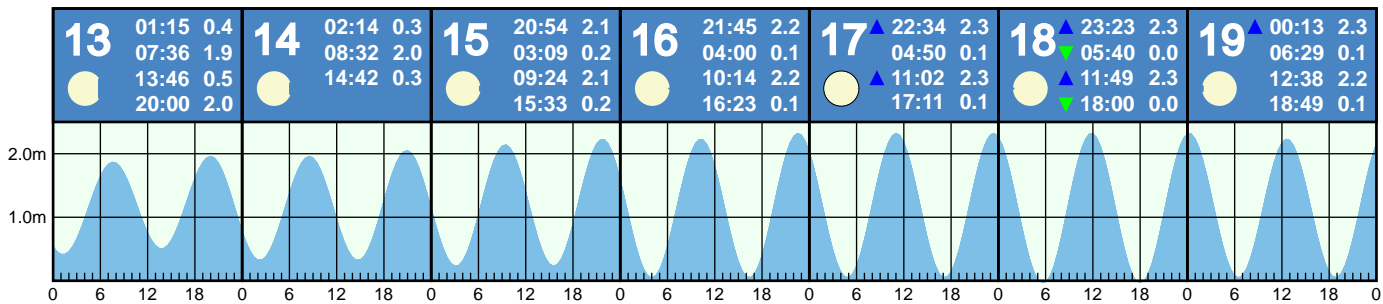 13 01:15 0.4
07:36 1.9
13:46 0.5
20:00 2.0
14 02:14 0.3
08:32 2.0
14:42 0.3
15 20:54 2.1
03:09 0.2
09:24 2.1
15:33 0.2
16 21:45 2.2
04:00 0.1
10:14 2.2
16:23 0.1
17 ▲ 22:34 2.3
04:50 0.1
▲ 11:02 2.3
17:11 0.1
18 ▲ 23:23 2.3
▼ 05:40 0.0
▲ 11:49 2.3
▼ 18:00 0.0
19 ▲ 00:13 2.3
06:29 0.1
12:38 2.2
18:49 0.1
2.0m
1.0m
0 6 12 18 0 6 12 18 0 6 12 18 0 6 12 18 0 6 12 18 0 6 12 18 0 6 12 18 0